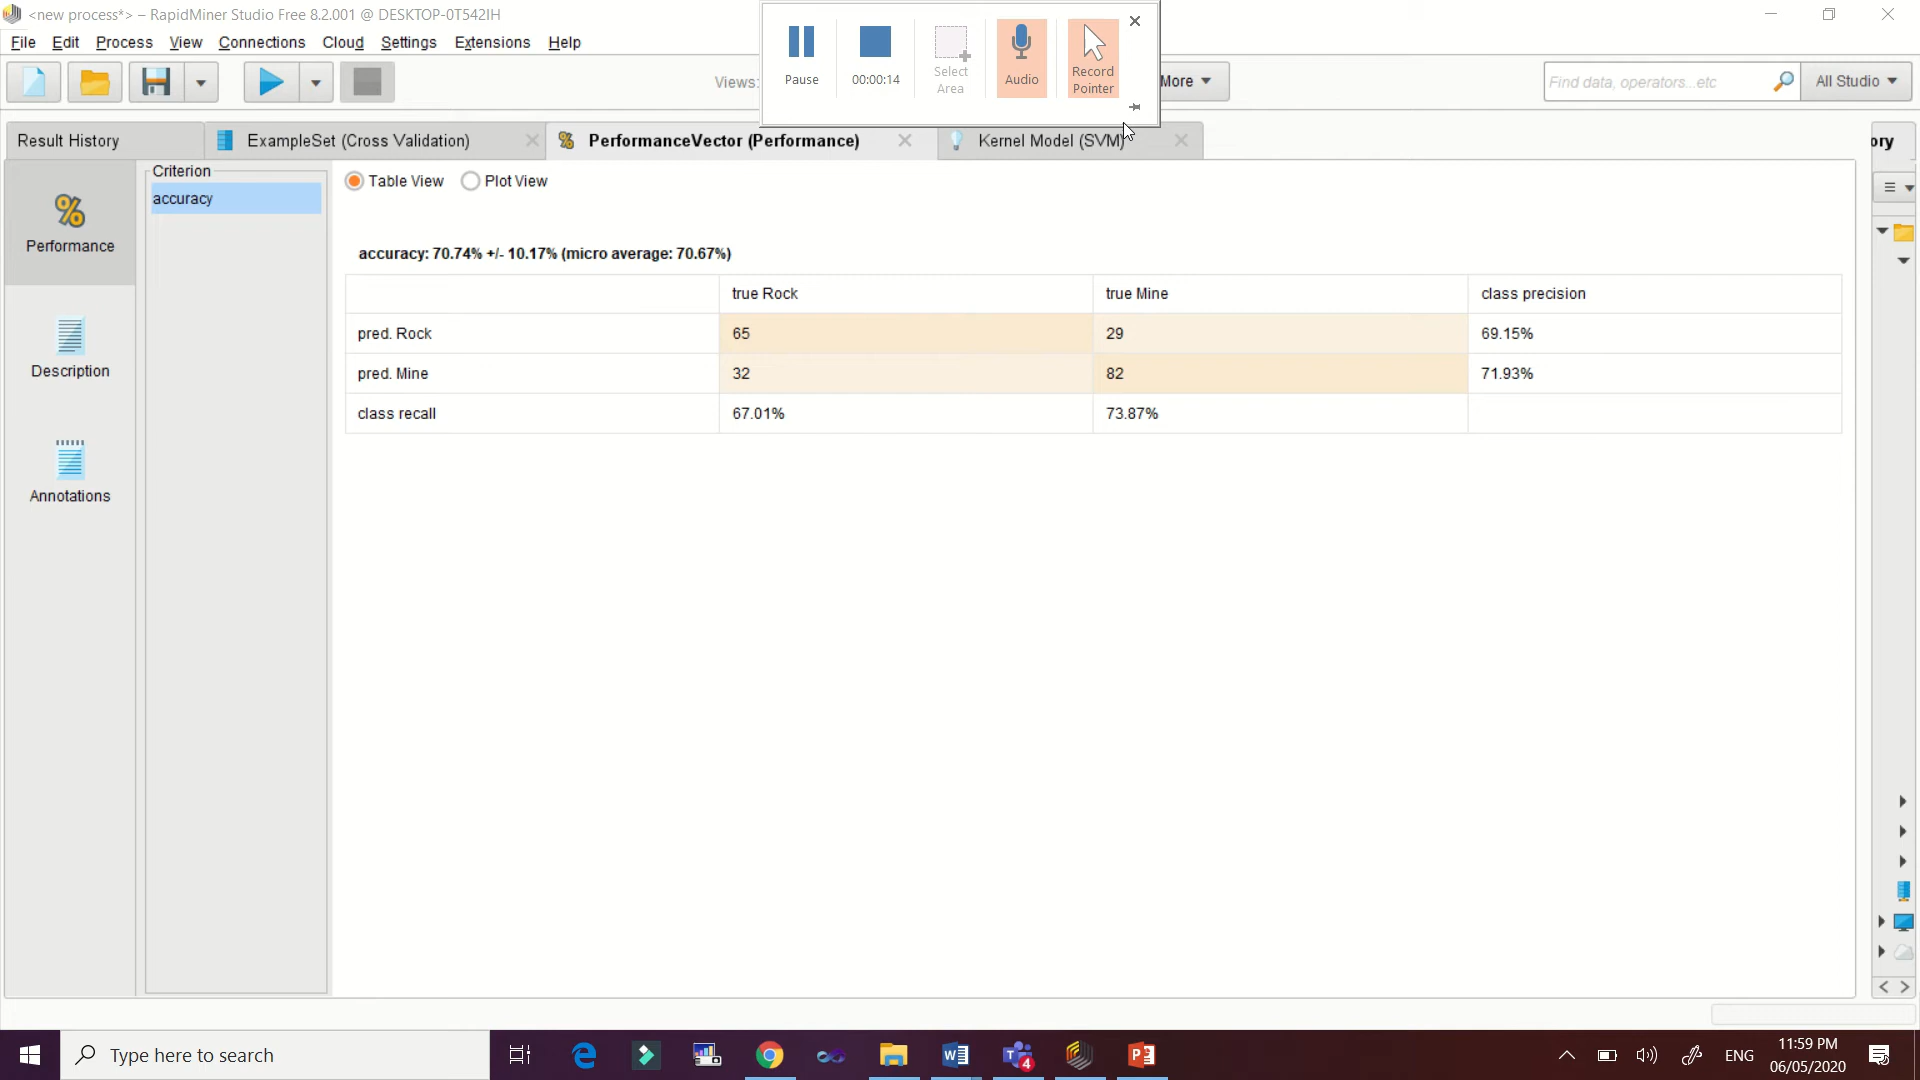 <new process*> – RapidMiner Studio Free 8.2.001 @ DESKTOP-0T542IH
File Edit Process View Connections Cloud Settings Extensions Help
Pause
00:00:14
Select Area
Audio
Record Pointer
Views:
More
Find data, operators...etc
All Studio
Result History
ExampleSet (Cross Validation)
PerformanceVector (Performance)
Kernel Model (SVM)
ory
Performance
Description
Annotations
Criterion
accuracy
Table View Plot View
accuracy: 70.74% +/- 10.17% (micro average: 70.67%)
true Rock true Mine class precision
pred. Rock 65 29 69.15%
pred. Mine 32 82 71.93%
class recall 67.01% 73.87%
Type here to search
4
ENG
11:59 PM
06/05/2020